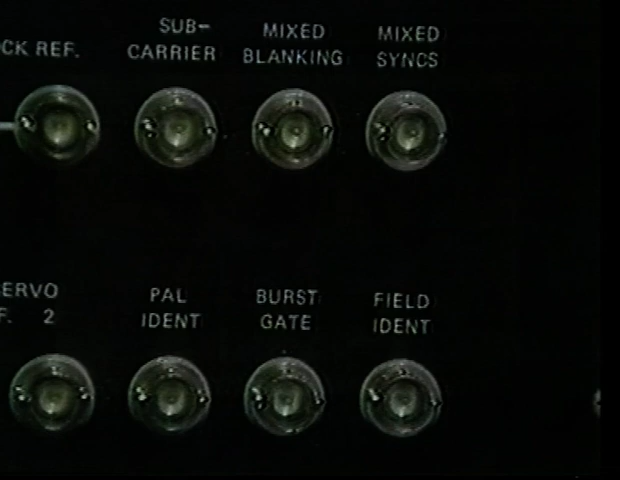 CK REF.
SUB-
CARRIER
MIXED
BLANKING
MIXED
SYNCS
ERVO
F. 2
PAL
IDENT
BURST
GATE
FIELD
IDENT